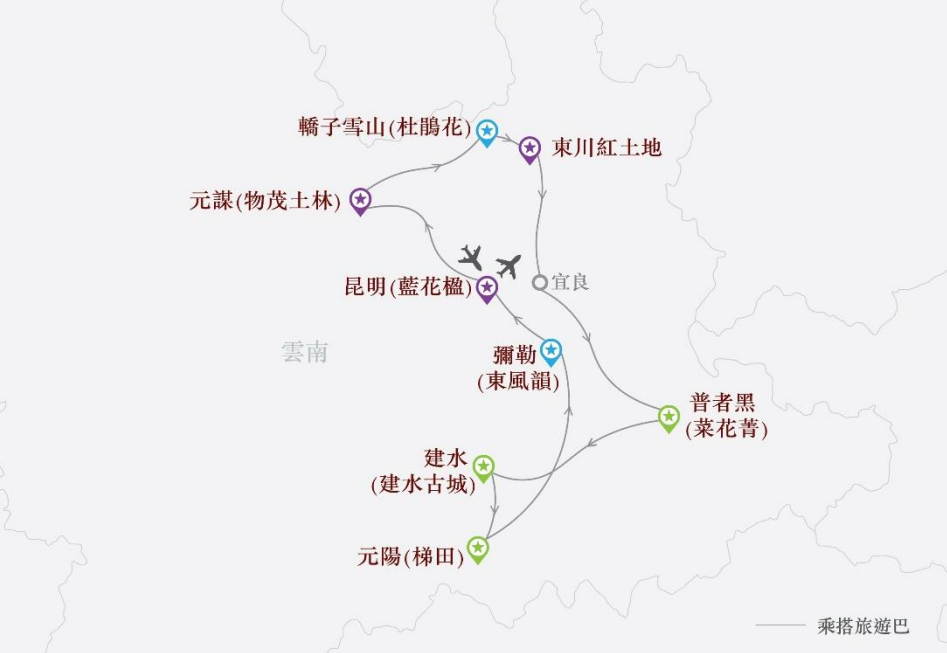 轎子雪山(杜鵑花)
東川紅土地
元謀(物茂土林)
宜良
昆明(藍花楹)
雲南
彌勒
(東風韻)
普者黑
(菜花菁)
建水
(建水古城)
元陽(梯田)
乘搭旅遊巴